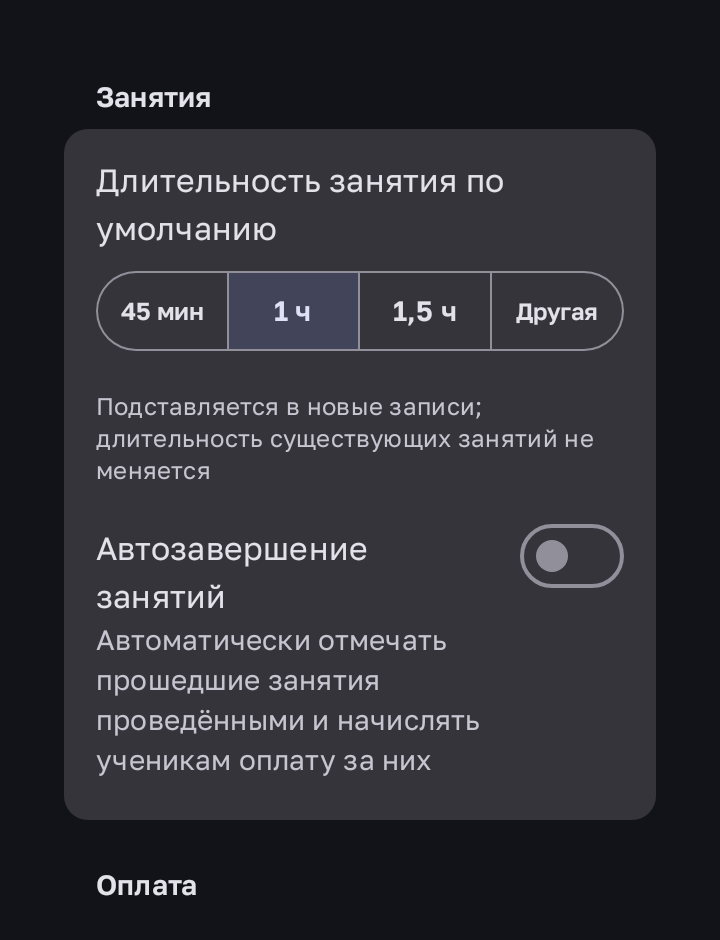 Занятия
Длительность занятия по
умолчанию
45 мин 1 ч 1,5 ч Другая
Подставляется в новые записи;
длительность существующих занятий не
меняется
Автозавершение
занятий
Автоматически отмечать
прошедшие занятия
проведёнными и начислять
ученикам оплату за них
Оплата